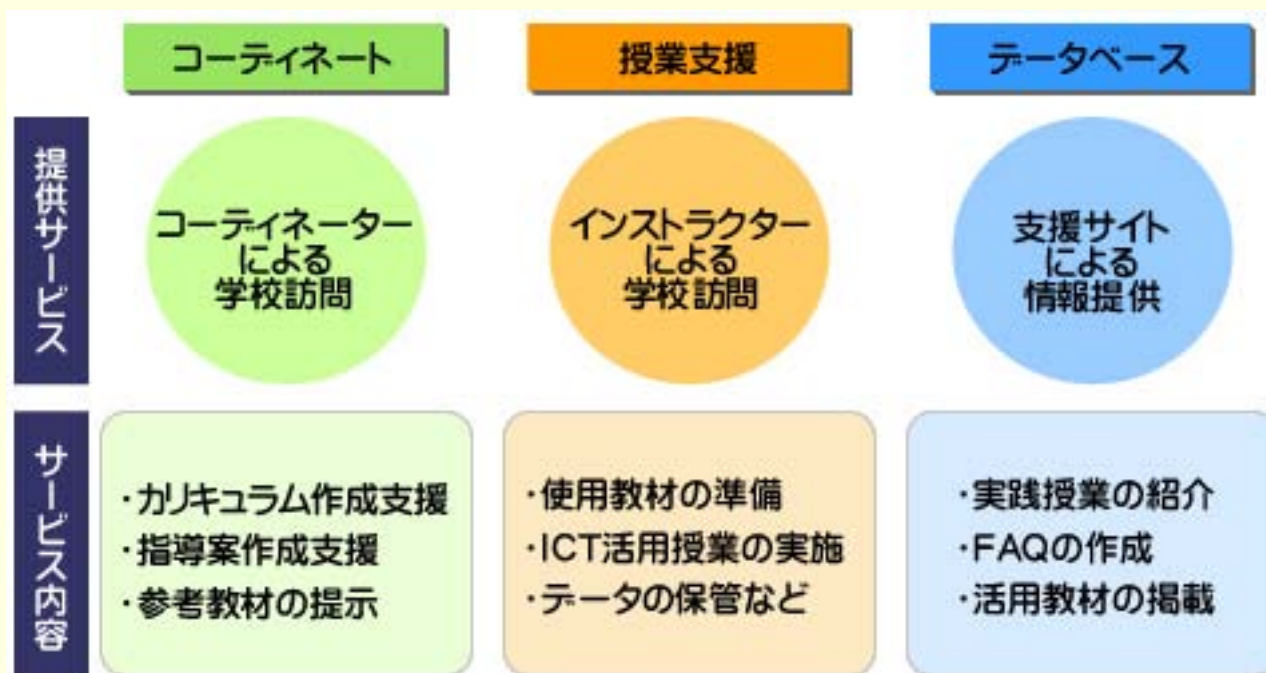 コーディネート
授業支援
データベース
提供サービス
コーディネーター
による
学校訪問
インストラクター
による
学校訪問
支援サイト
による
情報提供
サービス内容
・カリキュラム作成支援
・指導案作成支援
・参考教材の提示
・使用教材の準備
・ICT活用授業の実施
・データの保管など
・実践授業の紹介
・FAQの作成
・活用教材の掲載